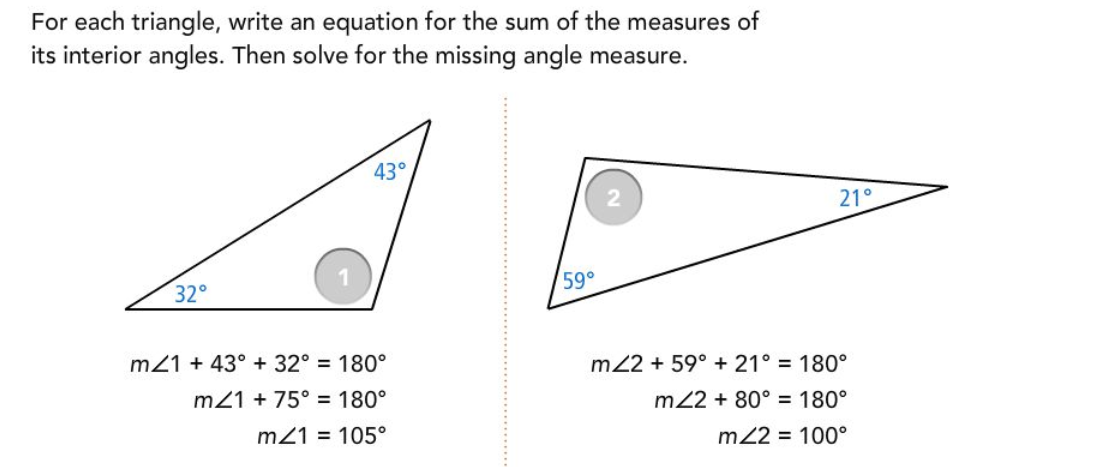 For each triangle, write an equation for the sum of the measures of
its interior angles. Then solve for the missing angle measure.
43°
1
32°
2
21°
59°
m∠1 + 43° + 32° = 180°
m∠1 + 75° = 180°
m∠1 = 105°
m∠2 + 59° + 21° = 180°
m∠2 + 80° = 180°
m∠2 = 100°